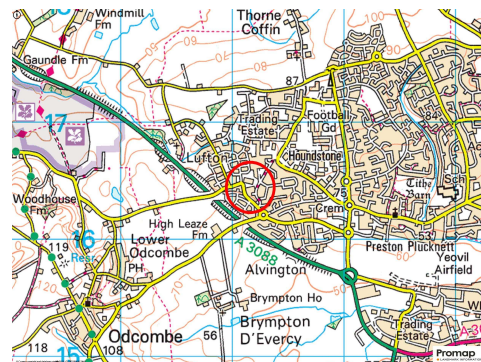 Windmill
Fm
Thorne
Coffin
Gaundle Fm
87
Trading
Estate
Football
Gd
84
17
Lufton
Houndstone
Tithe
Barn
Sch
Woodhouse
Fm
75
Crem
High Leaze
Fm
Preston Plucknett
119
16
Resr
Lower
Odcombe
PH
A 3088
Alvington
Yeovil
Airfield
Brympton Ho
Odcombe
56
Brympton
D'Evercy
Trading
Estate
118
15
108
Promap